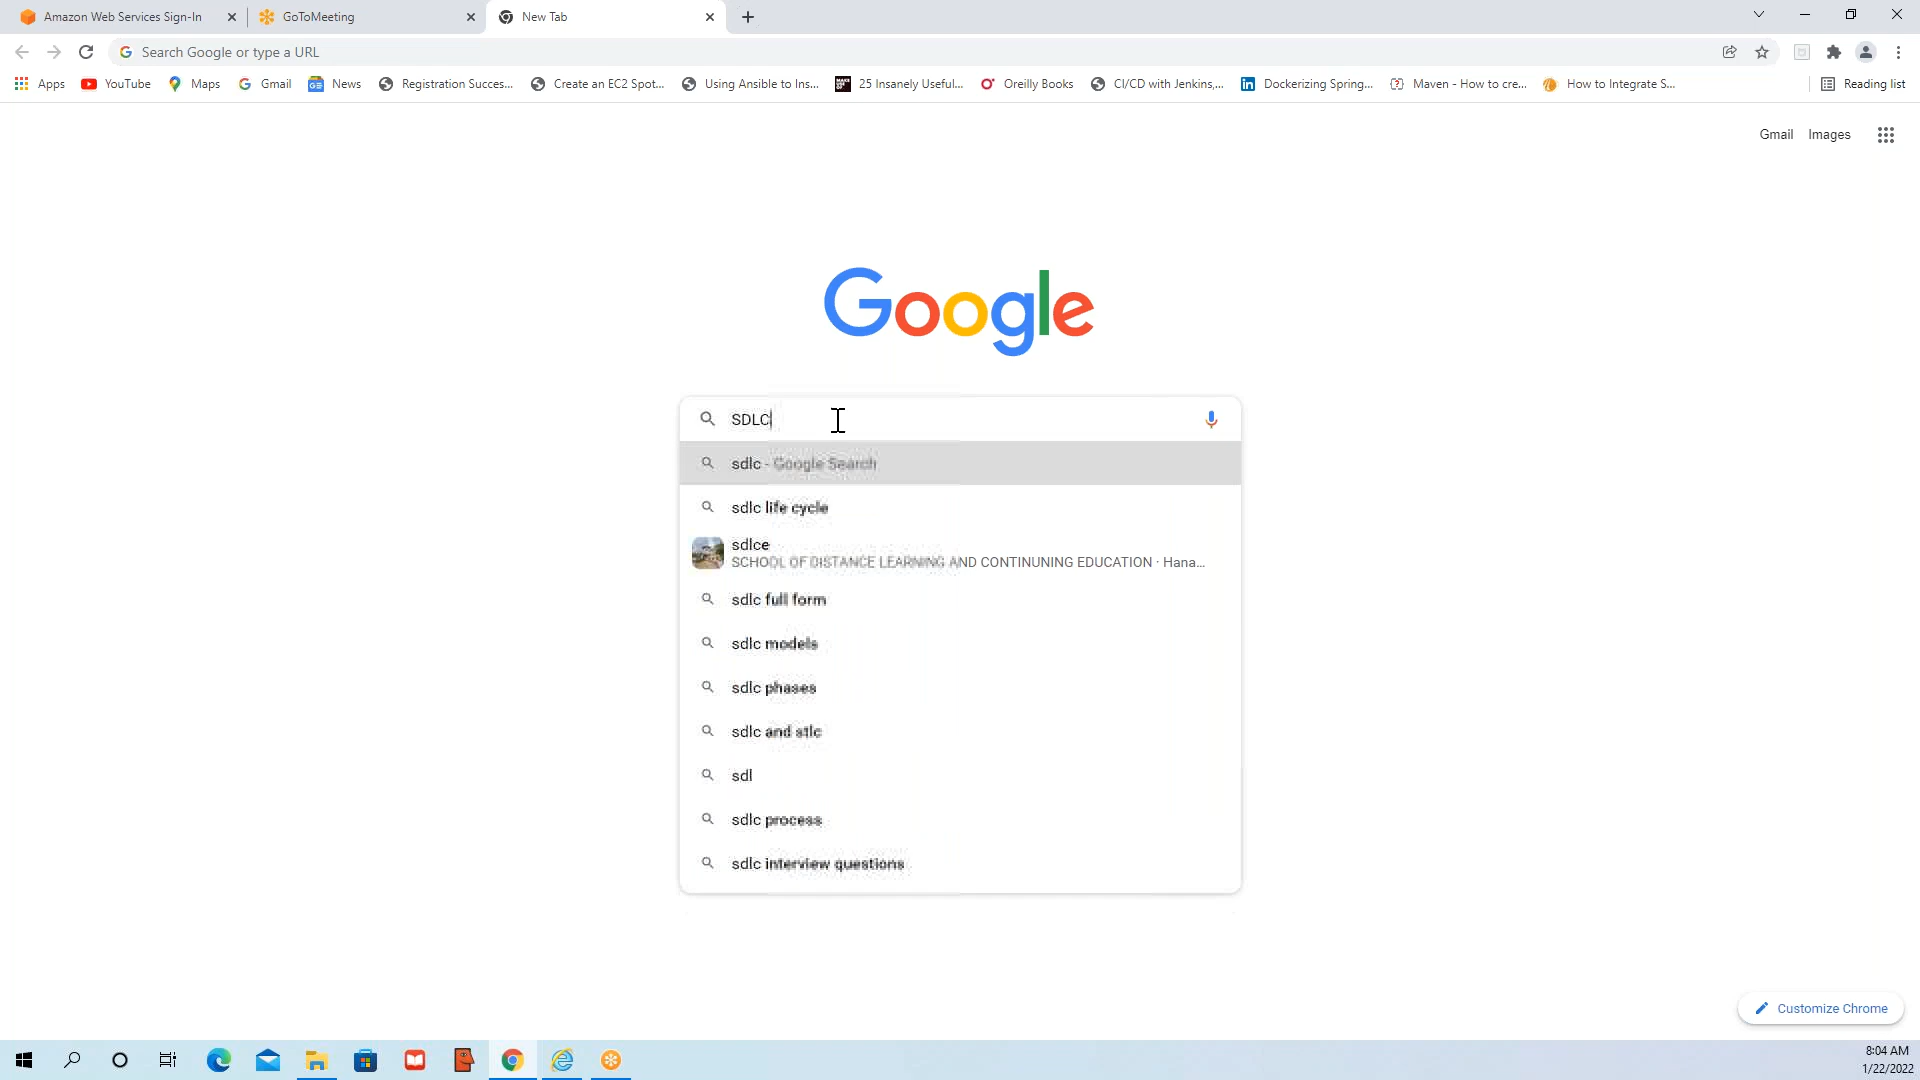 Amazon Web Services Sign-In
GoToMeeting
New Tab
Search Google or type a URL
Apps
YouTube
Maps
Gmail
News
Registration Succes...
Create an EC2 Spot...
Using Ansible to Ins...
25 Insanely Useful...
Oreilly Books
CI/CD with Jenkins,...
Dockerizing Spring...
Maven - How to cre...
How to Integrate S...
Reading list
Gmail Images
Google
SDLC
sdlc - Google Search
sdlc life cycle
sdlce
SCHOOL OF DISTANCE LEARNING AND CONTINUNING EDUCATION · Hana...
sdlc full form
sdlc models
sdlc phases
sdlc and stlc
sdl
sdlc process
sdlc interview questions
Customize Chrome
8:04 AM
1/22/2022